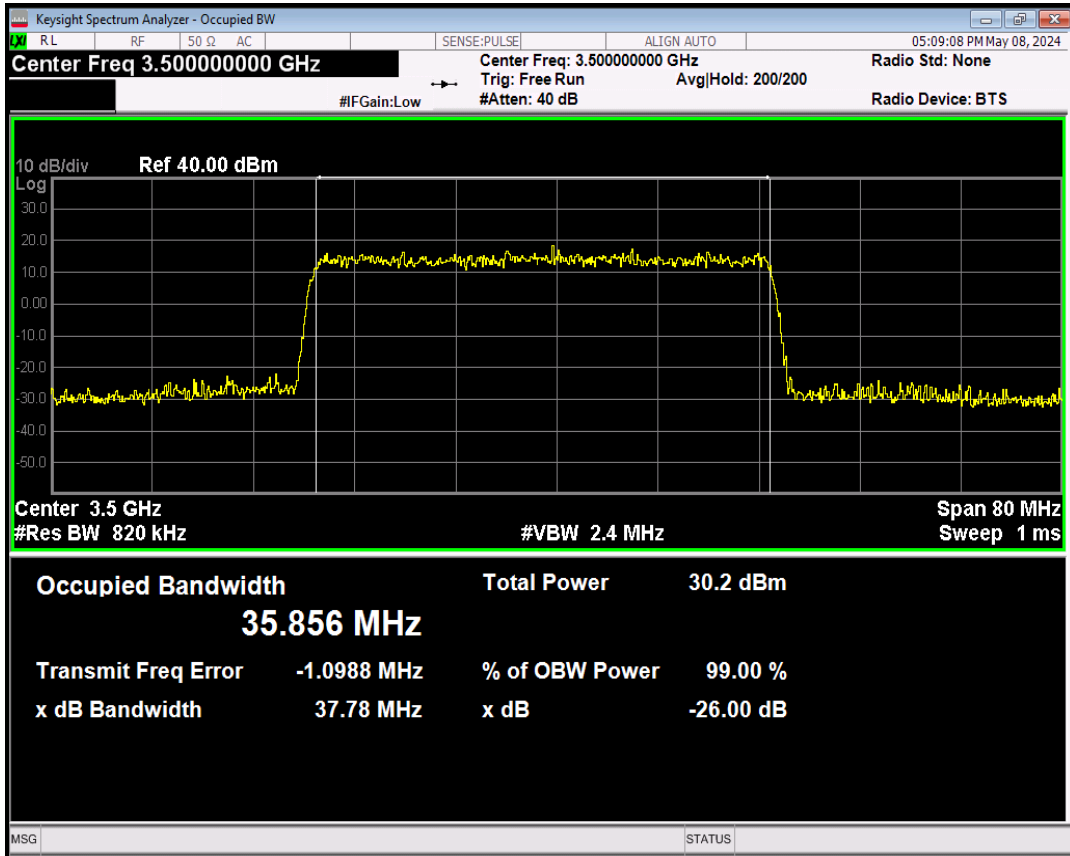 Keysight Spectrum Analyzer - Occupied BW
LXI RL RF 50 Ω AC SENSE:PULSE ALIGN AUTO 05:09:08 PM May 08, 2024
Center Freq 3.500000000 GHz Center Freq: 3.500000000 GHz Radio Std: None
Trig: Free Run Avg|Hold: 200/200
#IFGain:Low #Atten: 40 dB Radio Device: BTS
10 dB/div Ref 40.00 dBm
Log
30.0
20.0
10.0
0.00
-10.0
-20.0
-30.0
-40.0
-50.0
Center 3.5 GHz Span 80 MHz
#Res BW 820 kHz #VBW 2.4 MHz Sweep 1 ms
Occupied Bandwidth Total Power 30.2 dBm
35.856 MHz
Transmit Freq Error -1.0988 MHz % of OBW Power 99.00 %
x dB Bandwidth 37.78 MHz x dB -26.00 dB
MSG STATUS